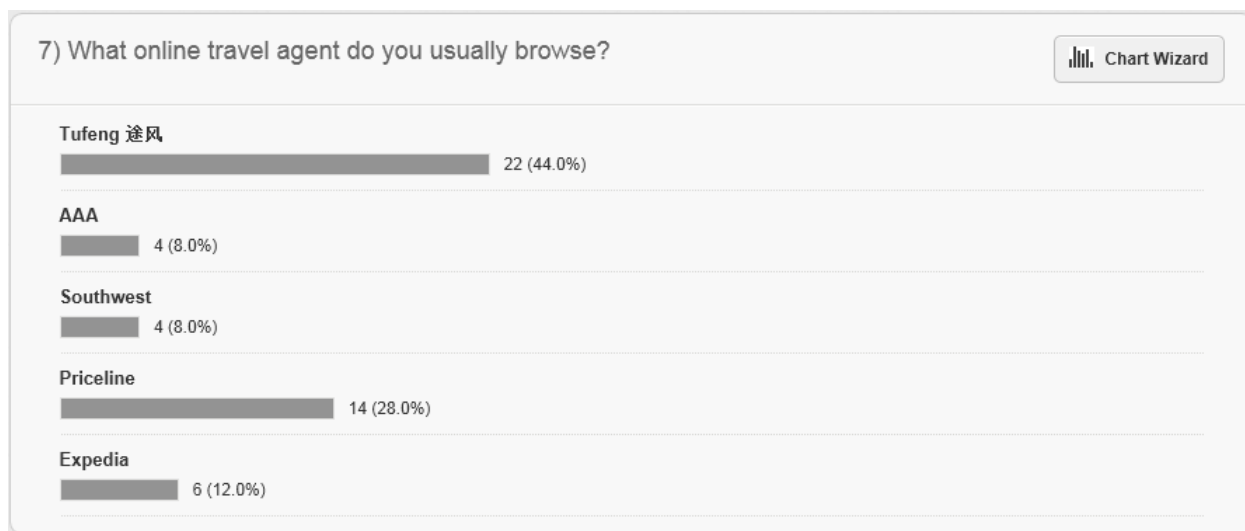 7) What online travel agent do you usually browse?
Chart Wizard
Tufeng 途风
22 (44.0%)
AAA
4 (8.0%)
Southwest
4 (8.0%)
Priceline
14 (28.0%)
Expedia
6 (12.0%)